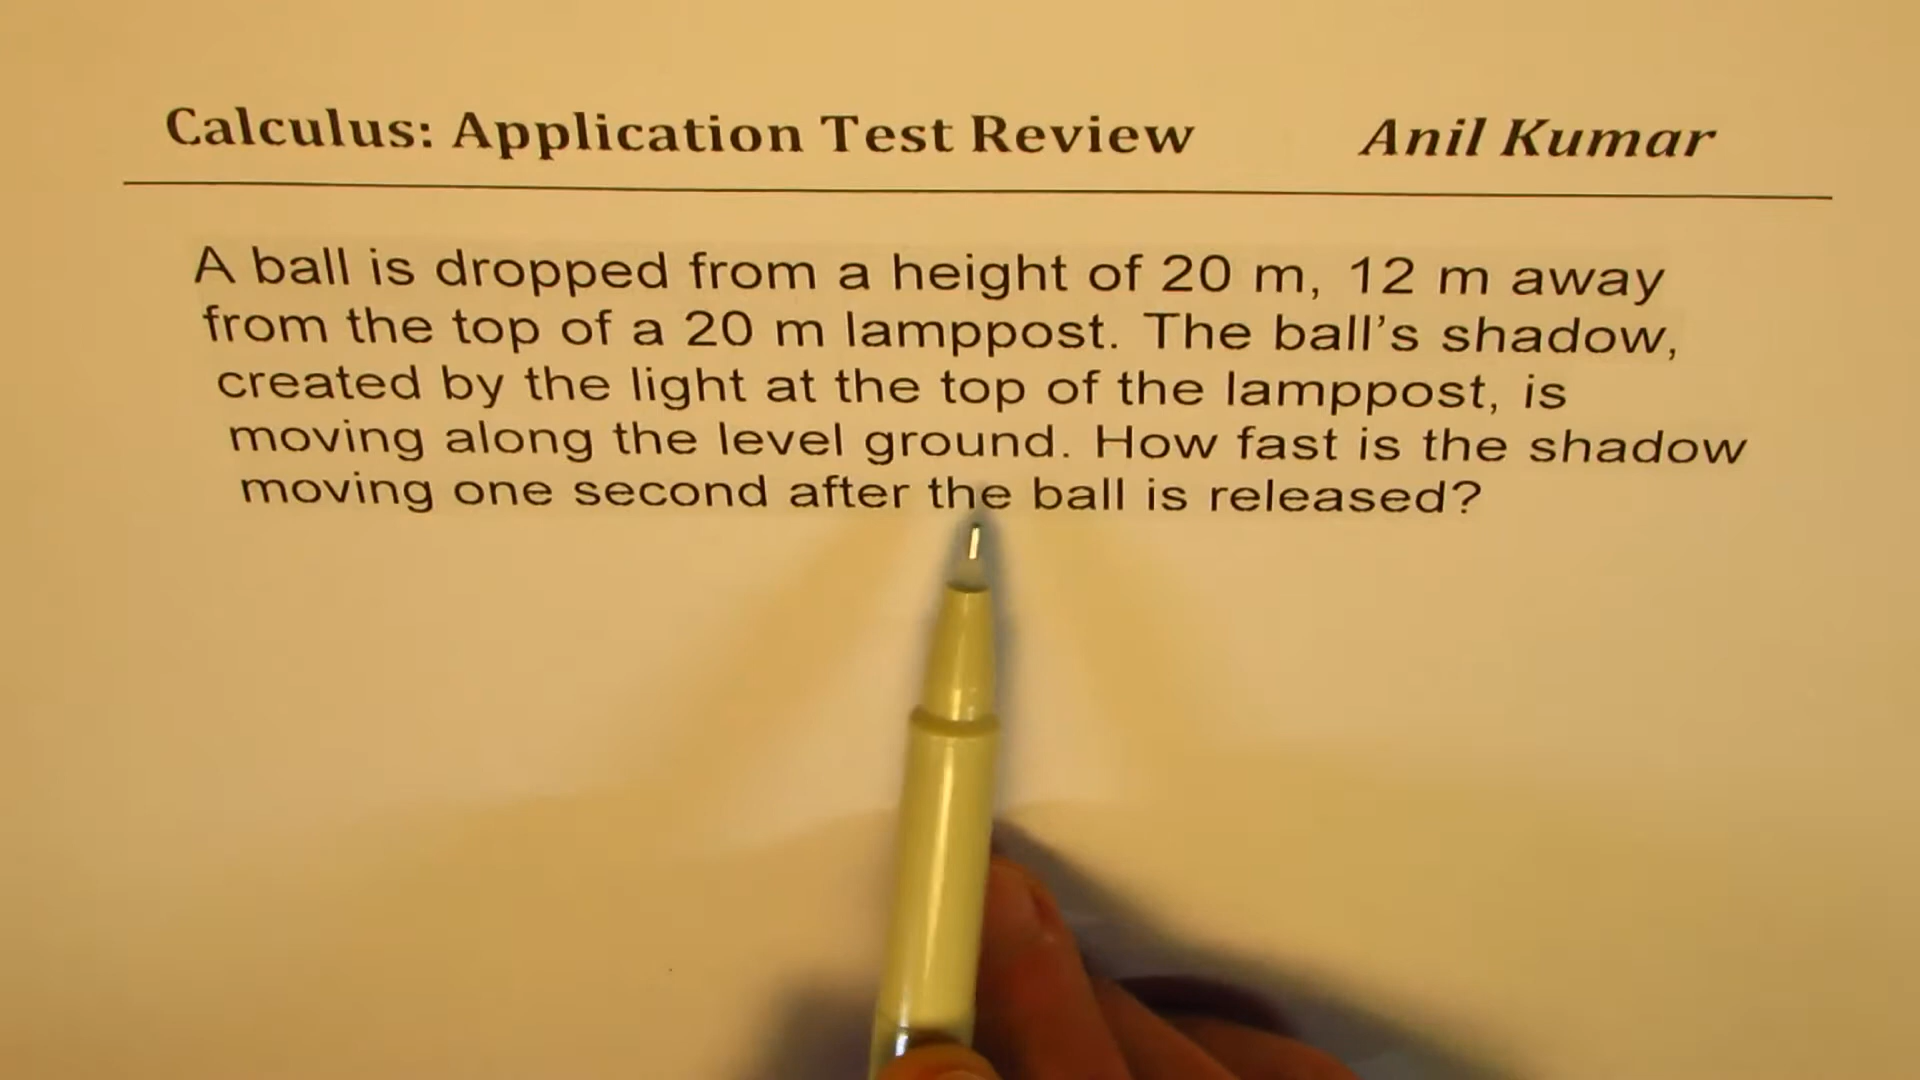 Calculus: Application Test Review Anil Kumar
A ball is dropped from a height of 20 m, 12 m away
from the top of a 20 m lamppost. The ball's shadow,
created by the light at the top of the lamppost, is
moving along the level ground. How fast is the shadow
moving one second after the ball is released?